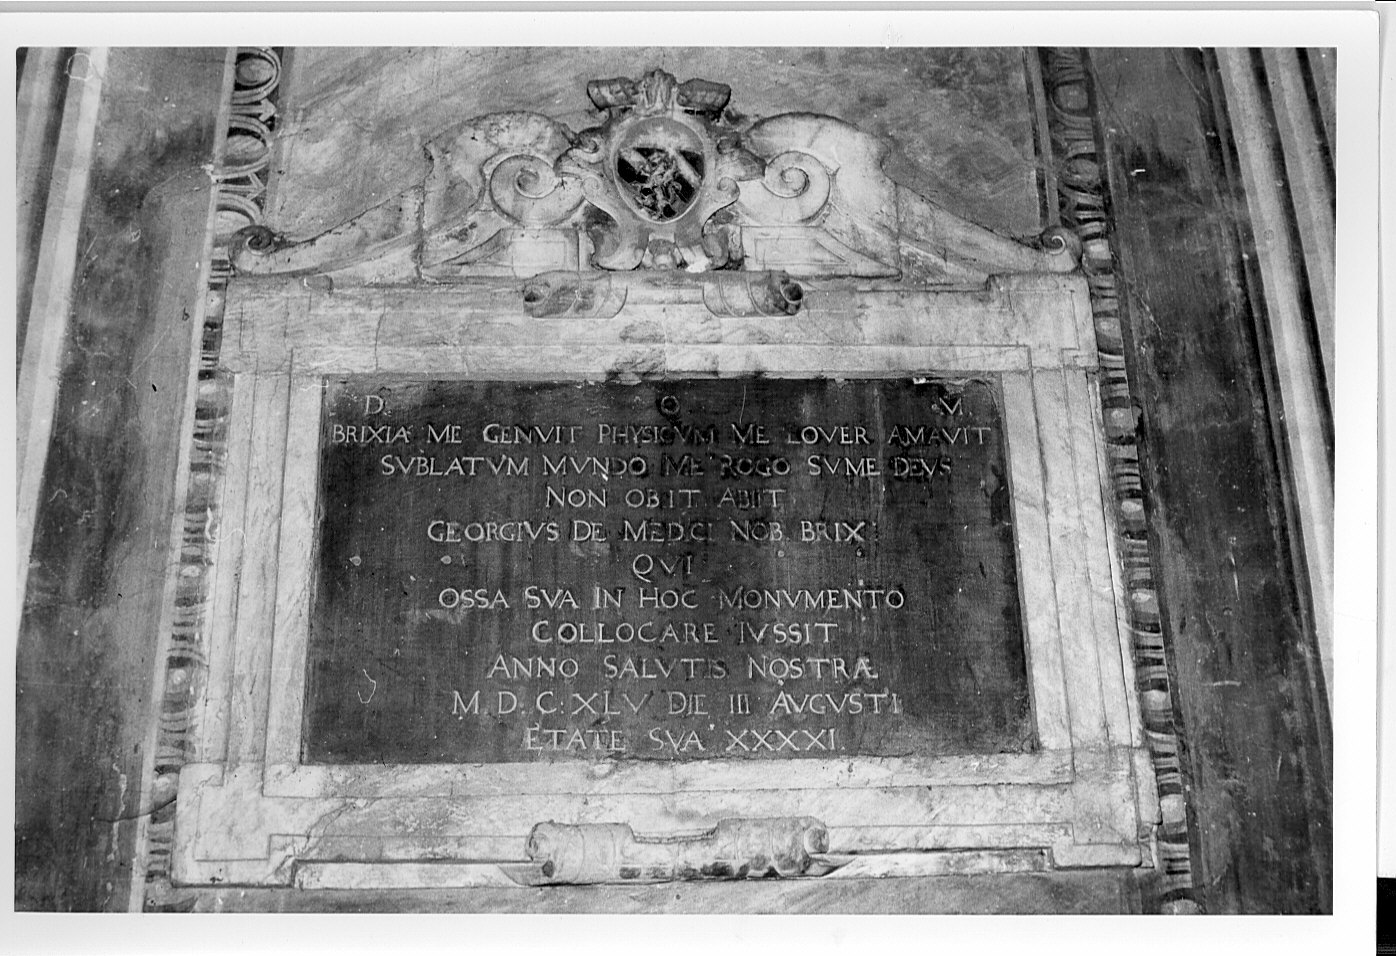 D. O M
BRIXIA ME GENUIT PHYSICVM ME LOVER AMAVIT
SVBLATVM MVNDO ME ROGO SVME DEVS
NON OBIIT ABIIT
GEORGIVS DE MEDICI NOB BRIX:
QVI
OSSA SVA IN HOC MONVMENTO
COLLOCARE IVSSIT
ANNO SALVTIS NOSTRÆ
M D.C:XLV DIE III AVGVSTI
ETATE SVA XXXXI